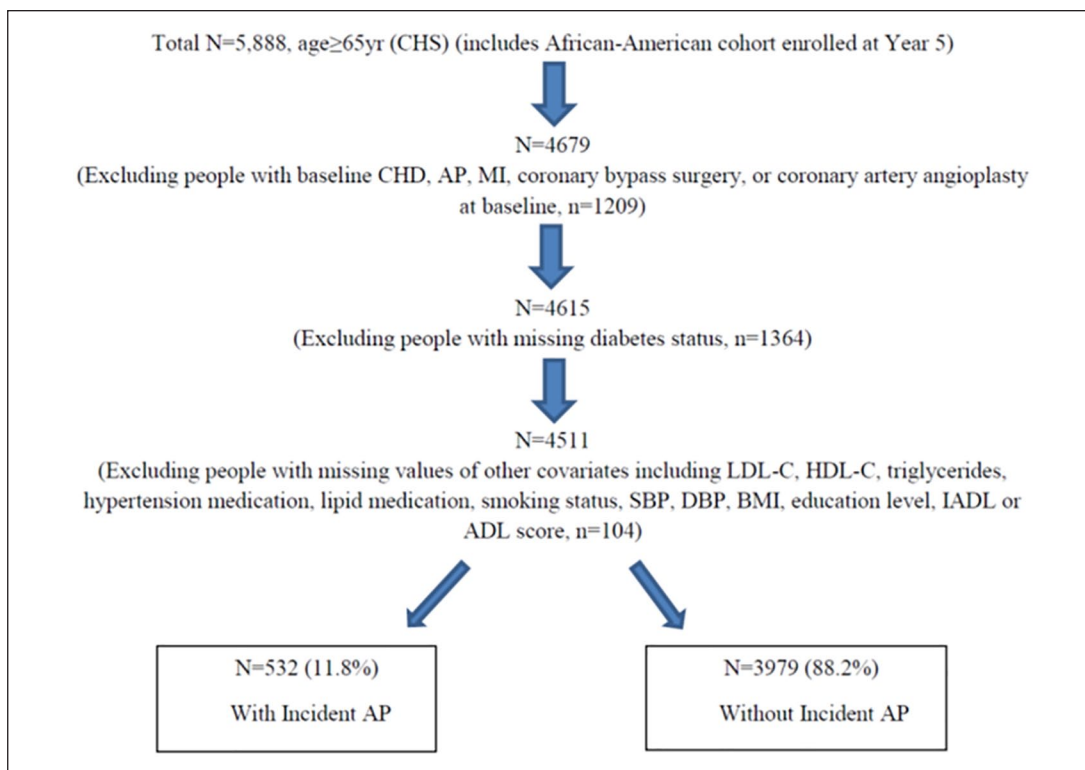 Total N=5,888, age≥65yr (CHS) (includes African-American cohort enrolled at Year 5)
N=4679
(Excluding people with baseline CHD, AP, MI, coronary bypass surgery, or coronary artery angioplasty
at baseline, n=1209)
N=4615
(Excluding people with missing diabetes status, n=1364)
N=4511
(Excluding people with missing values of other covariates including LDL-C, HDL-C, triglycerides,
hypertension medication, lipid medication, smoking status, SBP, DBP, BMI, education level, IADL or
ADL score, n=104)
N=532 (11.8%)
With Incident AP
N=3979 (88.2%)
Without Incident AP